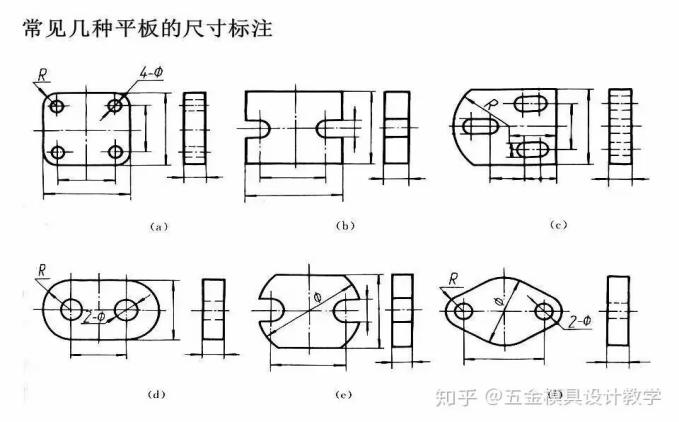 常见几种平板的尺寸标注
R
4-Φ
(a)
(b)
R
(c)
R
2-Φ
(d)
Φ
(e)
R
Φ
2-Φ
(f)
知乎 @五金模具设计教学